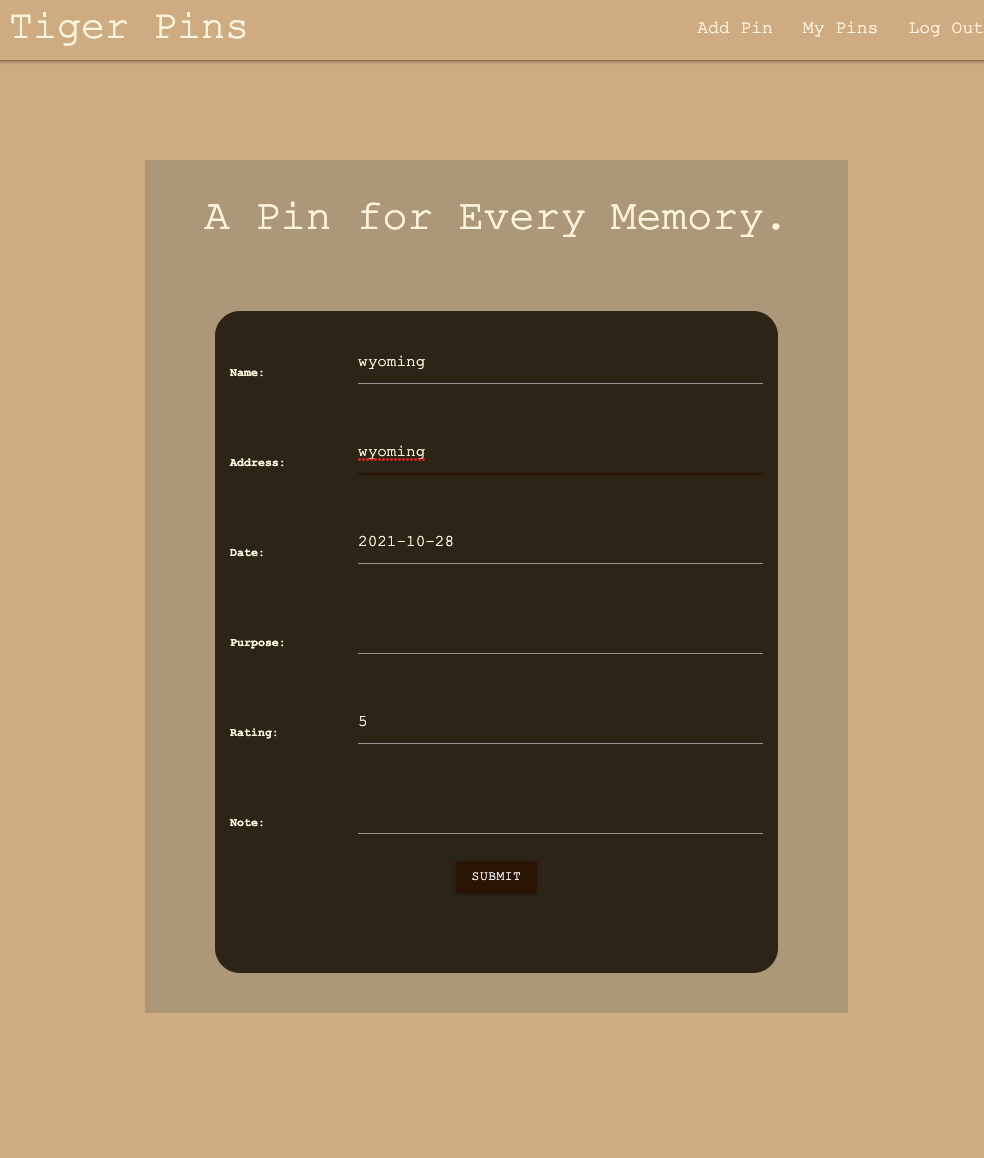 Tiger Pins
Add Pin My Pins Log Out
A Pin for Every Memory.
Name: wyoming
Address: wyoming
Date: 2021-10-28
Purpose:
Rating: 5
Note:
SUBMIT